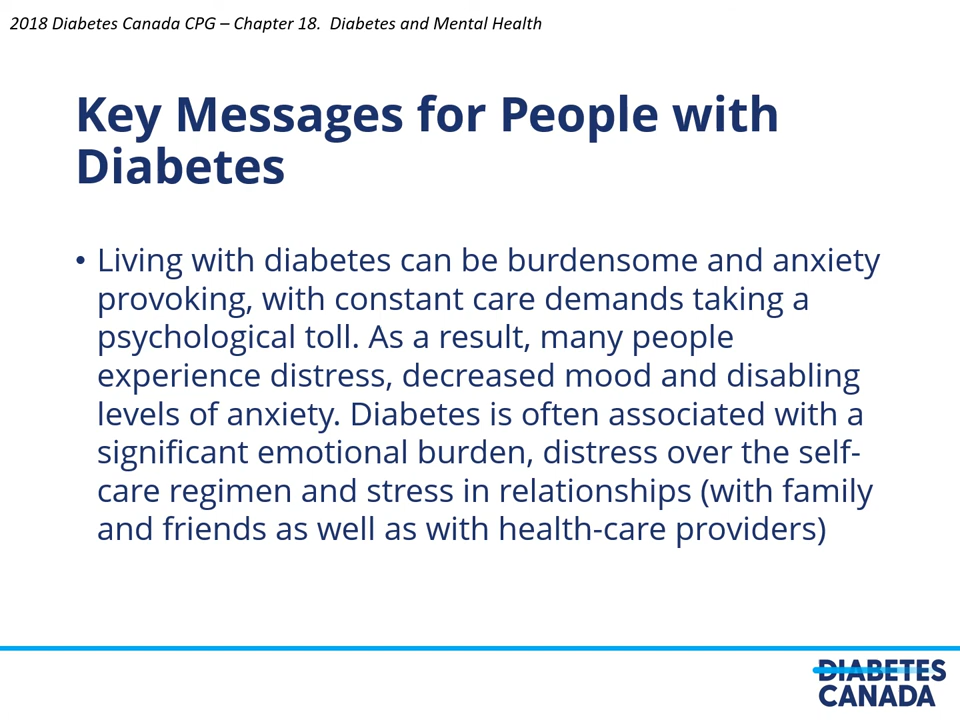 2018 Diabetes Canada CPG – Chapter 18.  Diabetes and Mental Health
Key Messages for People with
Diabetes
• Living with diabetes can be burdensome and anxiety
provoking, with constant care demands taking a
psychological toll. As a result, many people
experience distress, decreased mood and disabling
levels of anxiety. Diabetes is often associated with a
significant emotional burden, distress over the self-
care regimen and stress in relationships (with family
and friends as well as with health-care providers)
DIABETES
CANADA